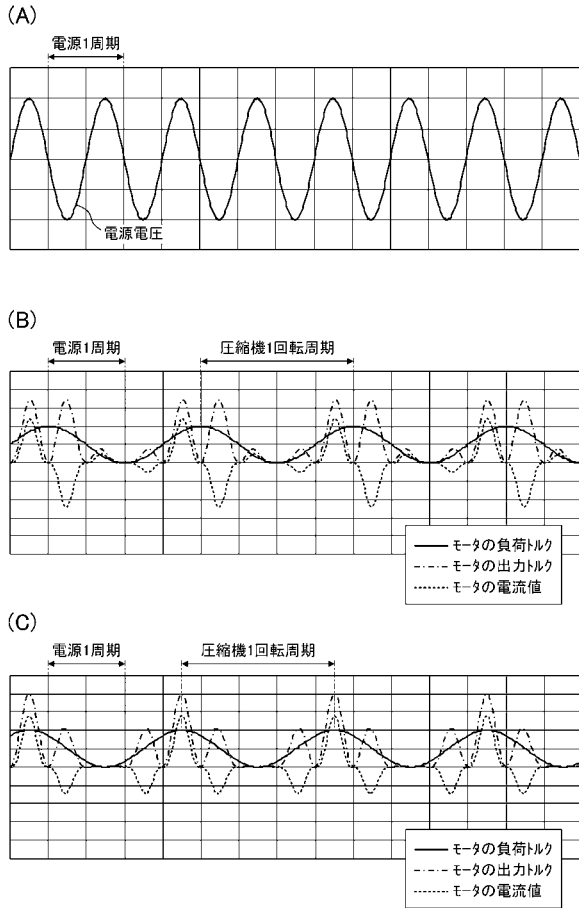 (A)
電源1周期
電源電圧
(B)
電源1周期
圧縮機1回転周期
モータの負荷トルク
モータの出力トルク
モータの電流値
(C)
電源1周期
圧縮機1回転周期
モータの負荷トルク
モータの出力トルク
モータの電流値